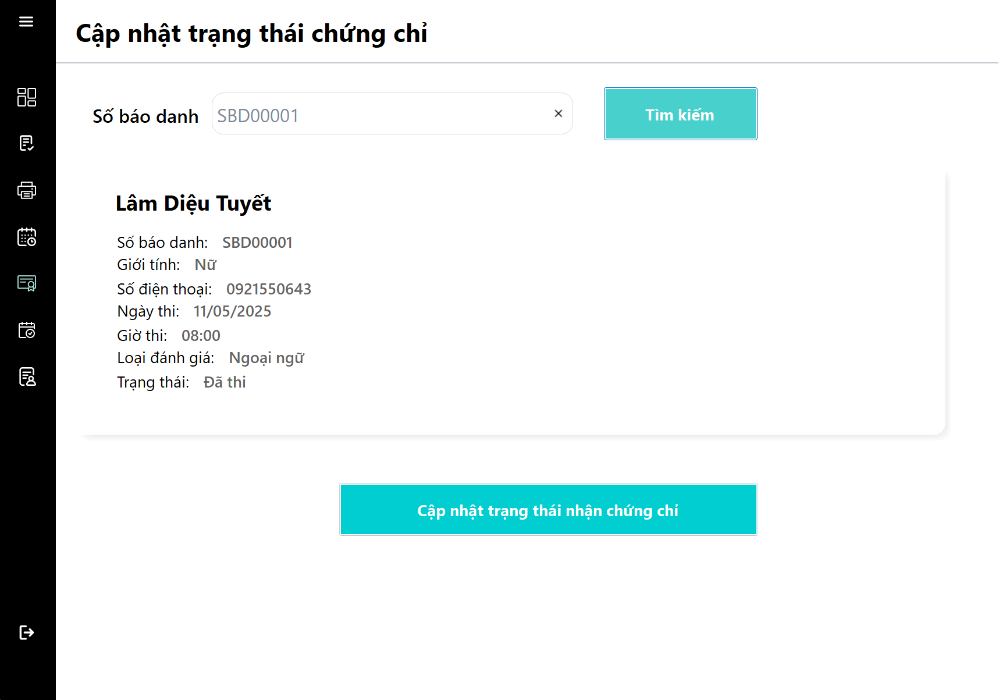 Cập nhật trạng thái chứng chỉ
Số báo danh SBD00001 Tìm kiếm
Lâm Diệu Tuyết
Số báo danh: SBD00001
Giới tính: Nữ
Số điện thoại: 0921550643
Ngày thi: 11/05/2025
Giờ thi: 08:00
Loại đánh giá: Ngoại ngữ
Trạng thái: Đã thi
Cập nhật trạng thái nhận chứng chỉ